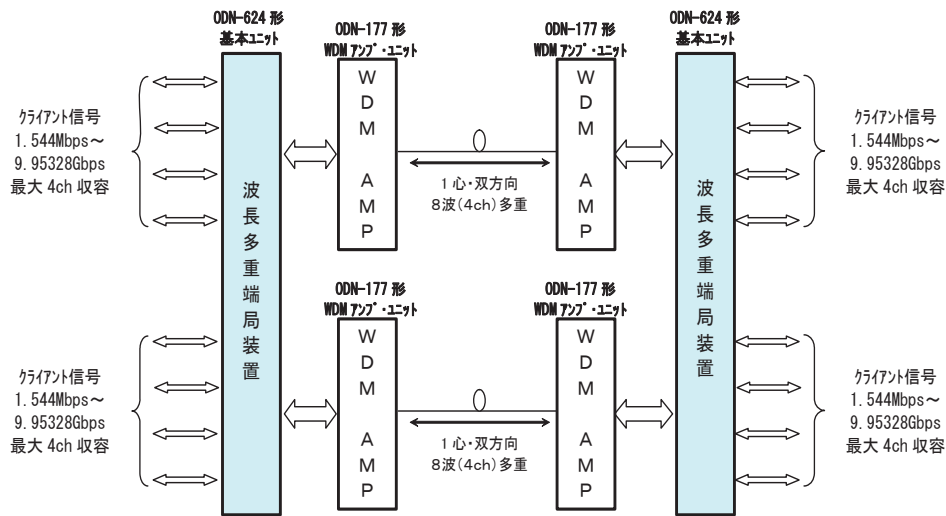 ODN-624 形
基本ユニット
ODN-177 形
WDM アンプ・ユニット
ODN-177 形
WDM アンプ・ユニット
ODN-624 形
基本ユニット
クライアント信号
1.544Mbps～
9.95328Gbps
最大 4ch 収容
波長多重端局装置
WDM AMP
1心・双方向
8波(4ch)多重
WDM AMP
波長多重端局装置
クライアント信号
1.544Mbps～
9.95328Gbps
最大 4ch 収容
ODN-177 形
WDM アンプ・ユニット
ODN-177 形
WDM アンプ・ユニット
クライアント信号
1.544Mbps～
9.95328Gbps
最大 4ch 収容
WDM AMP
1心・双方向
8波(4ch)多重
WDM AMP
クライアント信号
1.544Mbps～
9.95328Gbps
最大 4ch 収容